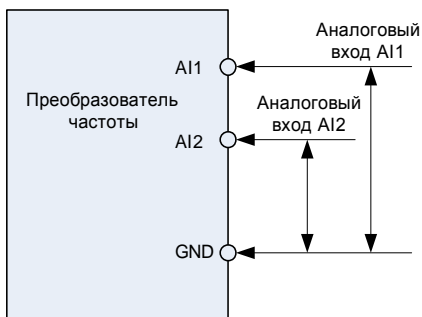 Аналоговый
вход AI1
AI1
Преобразователь
частоты
Аналоговый
вход AI2
AI2
GND